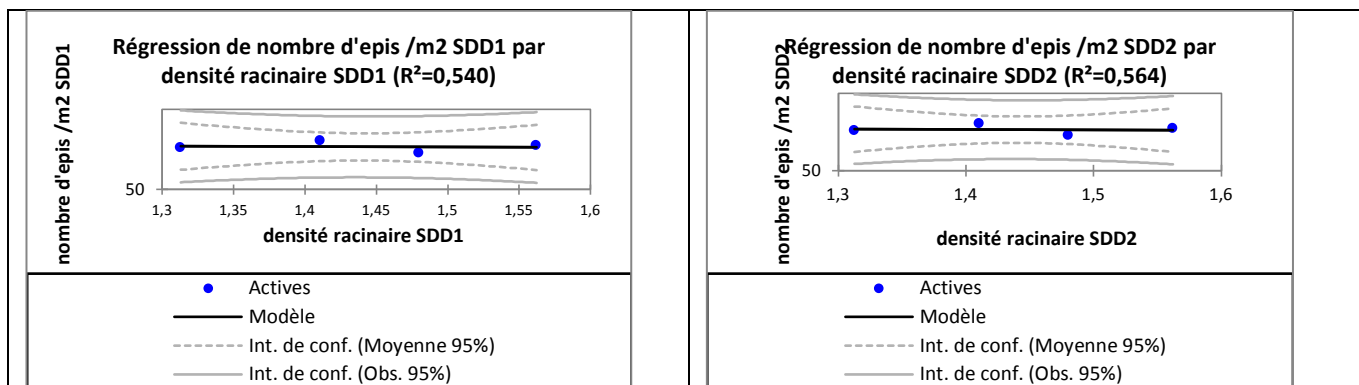 Régression de nombre d'epis /m2 SDD1 par
densité racinaire SDD1 (R²=0,540)
nombre d'epis /m2 SDD1
50
1,3 1,35 1,4 1,45 1,5 1,55 1,6
densité racinaire SDD1
Actives
Modèle
Int. de conf. (Moyenne 95%)
Int. de conf. (Obs. 95%)
Régression de nombre d'epis /m2 SDD2 par
densité racinaire SDD2 (R²=0,564)
nombre d'epis /m2 SDD2
50
1,3 1,4 1,5 1,6
densité racinaire SDD2
Actives
Modèle
Int. de conf. (Moyenne 95%)
Int. de conf. (Obs. 95%)